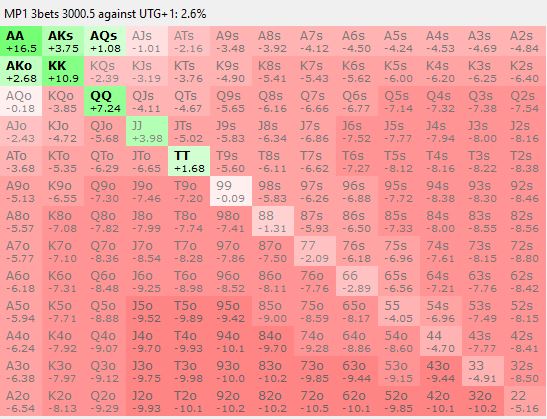 MP1 3bets 3000.5 against UTG+1: 2.6%
AA AKs AQs AJs ATs A9s A8s A7s A6s A5s A4s A3s A2s
+16.5 +3.75 +1.08 -1.01 -2.16 -3.48 -3.92 -4.12 -4.50 -4.24 -4.53 -4.69 -4.84
AKo KK KQs KJs KTs K9s K8s K7s K6s K5s K4s K3s K2s
+2.68 +10.9 -2.39 -3.19 -3.76 -4.90 -5.41 -5.43 -5.62 -6.00 -6.20 -6.25 -6.40
AQo KQo QQ QJs QTs Q9s Q8s Q7s Q6s Q5s Q4s Q3s Q2s
-0.18 -3.85 +7.24 -4.11 -4.67 -5.65 -6.16 -6.66 -6.77 -7.14 -7.32 -7.38 -7.54
AJo KJo QJo JJ JTs J9s J8s J7s J6s J5s J4s J3s J2s
-2.43 -4.72 -5.68 +3.98 -5.02 -5.83 -6.34 -6.86 -7.52 -7.77 -7.94 -8.00 -8.16
ATo KTo QTo JTo TT T9s T8s T7s T6s T5s T4s T3s T2s
-3.68 -5.35 -6.29 -6.65 +1.68 -5.60 -6.11 -6.62 -7.27 -8.12 -8.16 -8.22 -8.38
A9o K9o Q9o J9o T9o 99 98s 97s 96s 95s 94s 93s 92s
-5.13 -6.55 -7.30 -7.46 -7.20 -0.09 -5.83 -6.26 -6.88 -7.72 -8.38 -8.30 -8.46
A8o K8o Q8o J8o T8o 98o 88 87s 86s 85s 84s 83s 82s
-5.57 -7.08 -7.82 -7.99 -7.74 -7.41 -1.31 -5.93 -6.50 -7.33 -8.00 -8.55 -8.56
A7o K7o Q7o J7o T7o 97o 87o 77 76s 75s 74s 73s 72s
-5.77 -7.10 -8.36 -8.54 -8.28 -7.86 -7.50 -2.09 -6.18 -6.96 -7.61 -8.15 -8.80
A6o K6o Q6o J6o T6o 96o 86o 76o 66 65s 64s 63s 62s
-6.18 -7.31 -8.48 -9.25 -8.98 -8.52 -8.11 -7.76 -2.89 -6.56 -7.21 -7.76 -8.42
A5o K5o Q5o J5o T5o 95o 85o 75o 65o 55 54s 53s 52s
-5.94 -7.71 -8.88 -9.52 -9.89 -9.42 -9.00 -8.59 -8.17 -4.05 -6.96 -7.49 -8.15
A4o K4o Q4o J4o T4o 94o 84o 74o 64o 54o 44 43s 42s
-6.24 -7.92 -9.07 -9.70 -9.93 -10.1 -9.70 -9.28 -8.86 -8.60 -4.70 -7.77 -8.41
A3o K3o Q3o J3o T3o 93o 83o 73o 63o 53o 43o 33 32s
-6.38 -7.97 -9.12 -9.75 -9.98 -10.0 -10.2 -9.85 -9.44 -9.15 -9.44 -4.91 -8.50
A2o K2o Q2o J2o T2o 92o 82o 72o 62o 52o 42o 32o 22
-6.54 -8.13 -9.29 -9.93 -10.1 -10.2 -10.2 -10.5 -10.1 -9.85 -10.1 -10.2 -5.16